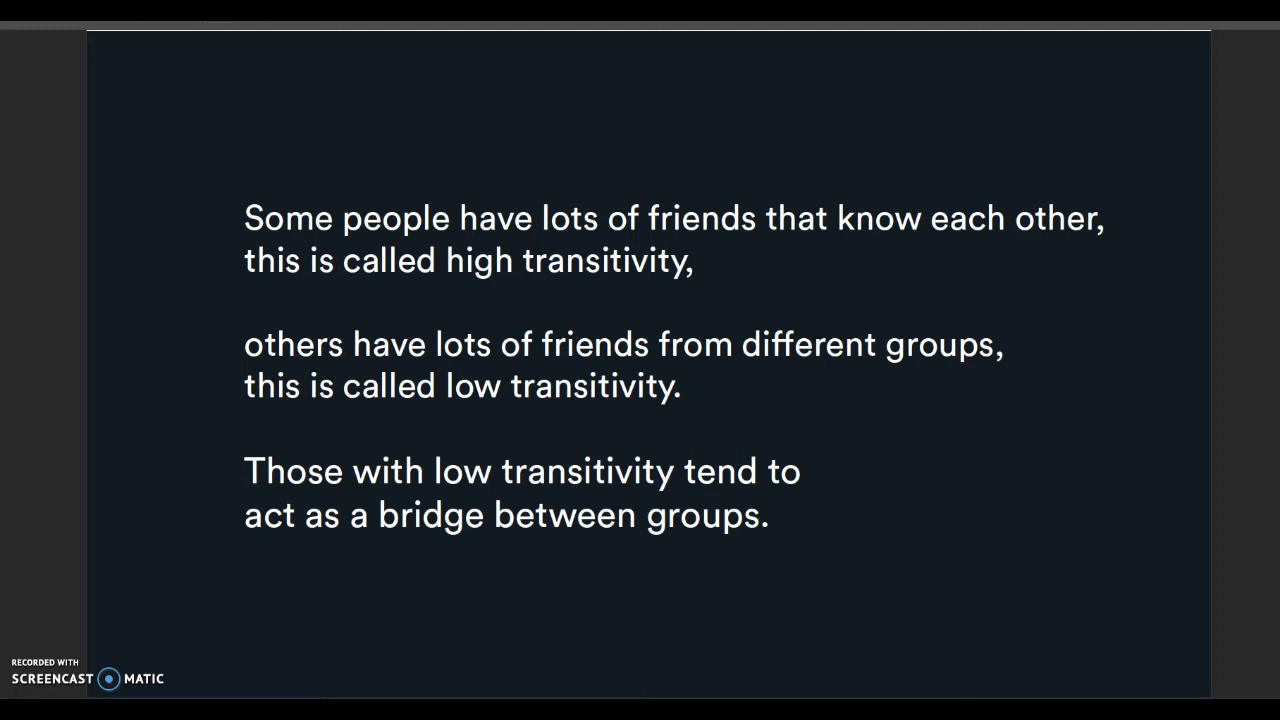 Some people have lots of friends that know each other,
this is called high transitivity,
others have lots of friends from different groups,
this is called low transitivity.
Those with low transitivity tend to
act as a bridge between groups.
RECORDED WITH
SCREENCAST MATIC